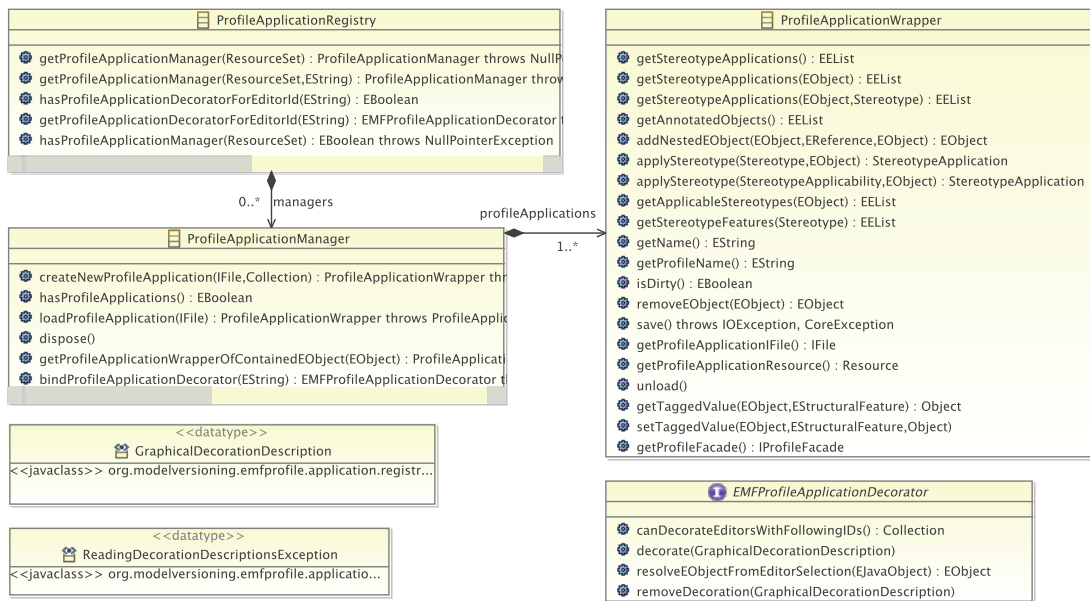 ProfileApplicationRegistry
getProfileApplicationManager(ResourceSet) : ProfileApplicationManager throws NullP
getProfileApplicationManager(ResourceSet,EString) : ProfileApplicationManager throw
hasProfileApplicationDecoratorForEditorId(EString) : EBoolean
getProfileApplicationDecoratorForEditorId(EString) : EMFProfileApplicationDecorator t
hasProfileApplicationManager(ResourceSet) : EBoolean throws NullPointerException
0..* managers
ProfileApplicationManager
createNewProfileApplication(IFile,Collection) : ProfileApplicationWrapper thr
hasProfileApplications() : EBoolean
loadProfileApplication(IFile) : ProfileApplicationWrapper throws ProfileApplic
dispose()
getProfileApplicationWrapperOfContainedEObject(EObject) : ProfileApplicati
bindProfileApplicationDecorator(EString) : EMFProfileApplicationDecorator t
profileApplications
1..*
ProfileApplicationWrapper
getStereotypeApplications() : EEList
getStereotypeApplications(EObject) : EEList
getStereotypeApplications(EObject,Stereotype) : EEList
getAnnotatedObjects() : EEList
addNestedEObject(EObject,EReference,EObject) : EObject
applyStereotype(Stereotype,EObject) : StereotypeApplication
applyStereotype(StereotypeApplicability,EObject) : StereotypeApplication
getApplicableStereotypes(EObject) : EEList
getStereotypeFeatures(Stereotype) : EEList
getName() : EString
getProfileName() : EString
isDirty() : EBoolean
removeEObject(EObject) : EObject
save() throws IOException, CoreException
getProfileApplicationIFile() : IFile
getProfileApplicationResource() : Resource
unload()
getTaggedValue(EObject,EStructuralFeature) : Object
setTaggedValue(EObject,EStructuralFeature,Object)
getProfileFacade() : IProfileFacade
<<datatype>>
GraphicalDecorationDescription
<<javaclass>> org.modelversioning.emfprofile.application.registr...
<<datatype>>
ReadingDecorationDescriptionsException
<<javaclass>> org.modelversioning.emfprofile.applicatio...
EMFProfileApplicationDecorator
canDecorateEditorsWithFollowingIDs() : Collection
decorate(GraphicalDecorationDescription)
resolveEObjectFromEditorSelection(EJavaObject) : EObject
removeDecoration(GraphicalDecorationDescription)